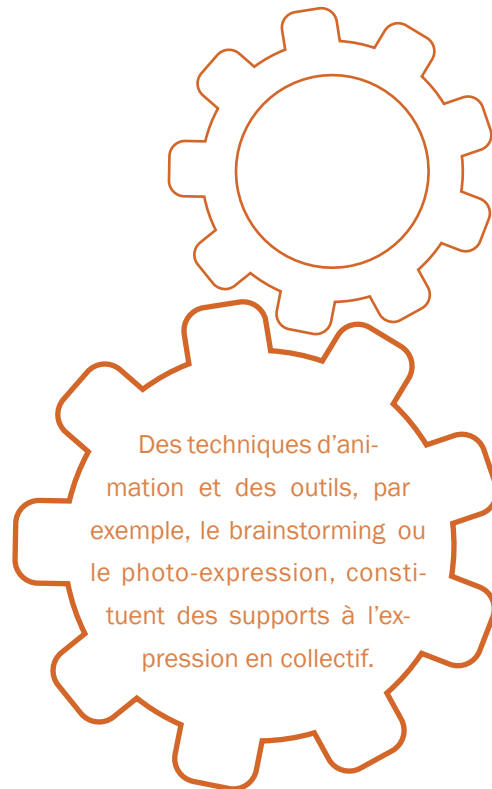 Des techniques d'ani-
mation et des outils, par
exemple, le brainstorming ou
le photo-expression, consti-
tuent des supports à l'ex-
pression en collectif.